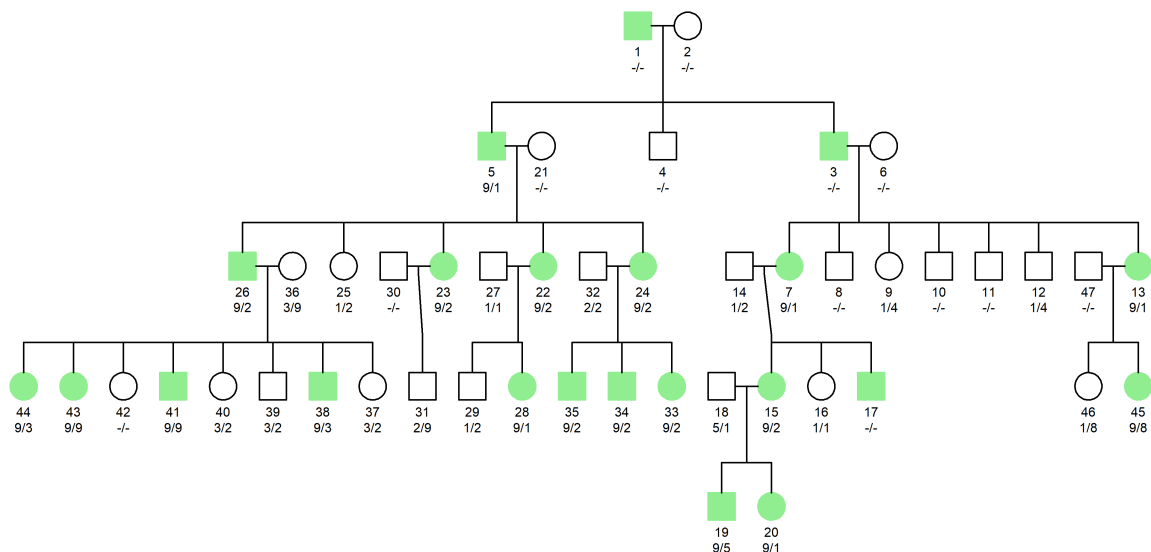 1 2
-/- -/-
5 21 4 3 6
9/1 -/- -/- -/- -/-
26 36 25 30 23 27 22 32 24 14 7 8 9 10 11 12 47 13
9/2 3/9 1/2 -/- 9/2 1/1 9/2 2/2 9/2 1/2 9/1 -/- 1/4 -/- -/- 1/4 -/- 9/1
44 43 42 41 40 39 38 37 31 29 28 35 34 33 18 15 16 17 46 45
9/3 9/9 -/- 9/9 3/2 3/2 9/3 3/2 2/9 1/2 9/1 9/2 9/2 9/2 5/1 9/2 1/1 -/- 1/8 9/8
19 20
9/5 9/1